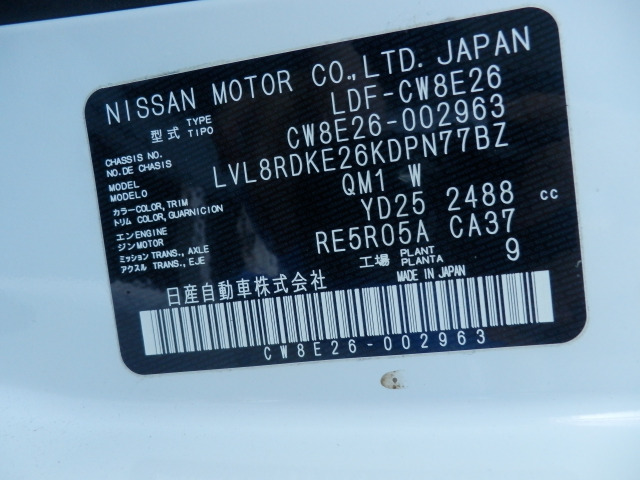 NISSAN MOTOR CO.,LTD. JAPAN
型式 TYPE TIPO LDF-CW8E26
CHASSIS NO. NO.DE CHASIS CW8E26-002963
MODEL MODELO LVL8RDKE26KDPN77BZ
カラー COLOR,TRIM トリム COLOR,GUARNICION QM1 W
エンジン ENGINE MOTOR YD25 2488 cc
ミッション TRANS., AXLE アクスル TRANS., EJE RE5R05A CA37
工場 PLANT PLANTA 9
日産自動車株式会社 MADE IN JAPAN
CW8E26-002963